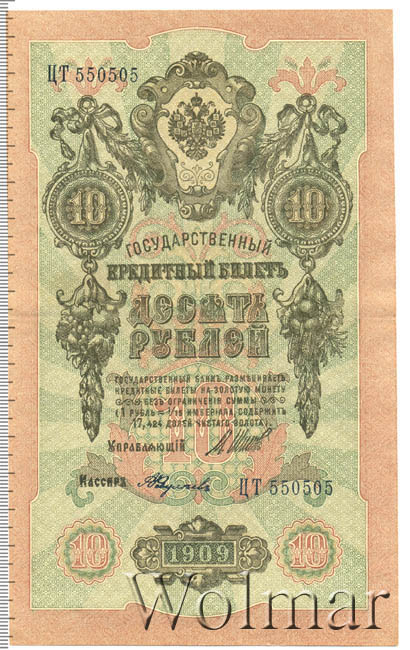 ЦТ 550505
10 10
ГОСУДАРСТВЕННЫЙ
КРЕДИТНЫЙ БИЛЕТЪ
ДЕСЯТЬ
РУБЛЕЙ
ГОСУДАРСТВЕННЫЙ БАНКЪ РАЗМѢНИВАЕТЪ
КРЕДИТНЫЕ БИЛЕТЫ НА ЗОЛОТУЮ МОНЕТУ
БЕЗЪ ОГРАНИЧЕНІЯ СУММЫ
(1 РУБЛЬ = 1/15 ИМПЕРІАЛА, СОДЕРЖИТЪ
17,424 ДОЛЕЙ ЧИСТАГО ЗОЛОТА).
УПРАВЛЯЮЩІЙ
КАССИРЪ
ЦТ 550505
10 1909 10
Wolmar